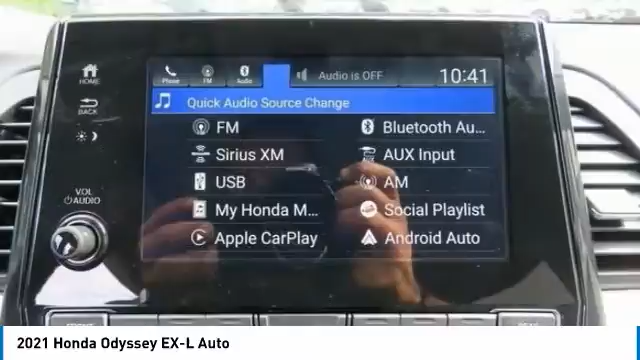 HOME
BACK
VOL
AUDIO
Phone
FM
Audio
Audio is OFF
10:41
Quick Audio Source Change
FM
Bluetooth Au...
Sirius XM
AUX Input
USB
AM
My Honda M...
Social Playlist
Apple CarPlay
Android Auto
2021 Honda Odyssey EX-L Auto